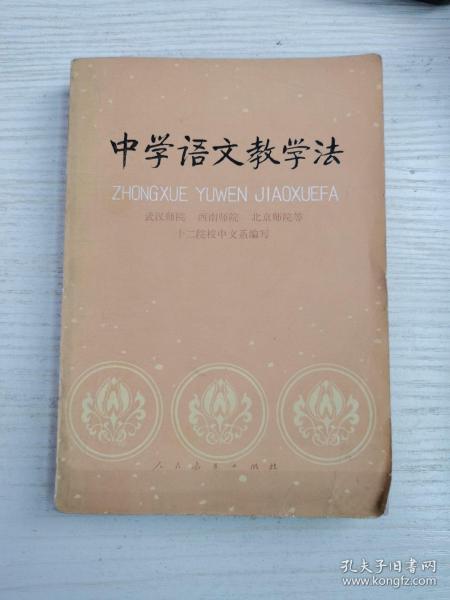 中学语文教学法
ZHONGXUE YUWEN JIAOXUEFA
武汉师院 西南师院 北京师院等
十二院校中文系编写
人民教育出版社
孔夫子旧书网
www.kongfz.com